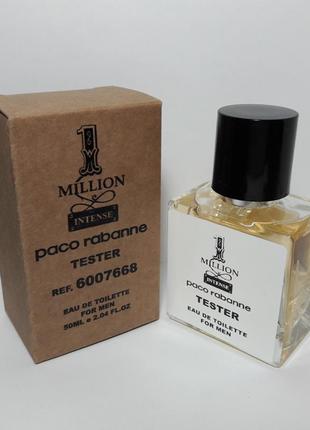 1
MILLION
INTENSE
paco rabanne
TESTER
REF. 6007668
EAU DE TOILETTE
FOR MEN
50ML e 2.04 FL.OZ
1
MILLION
INTENSE
paco rabanne
TESTER
EAU DE TOILETTE
FOR MEN